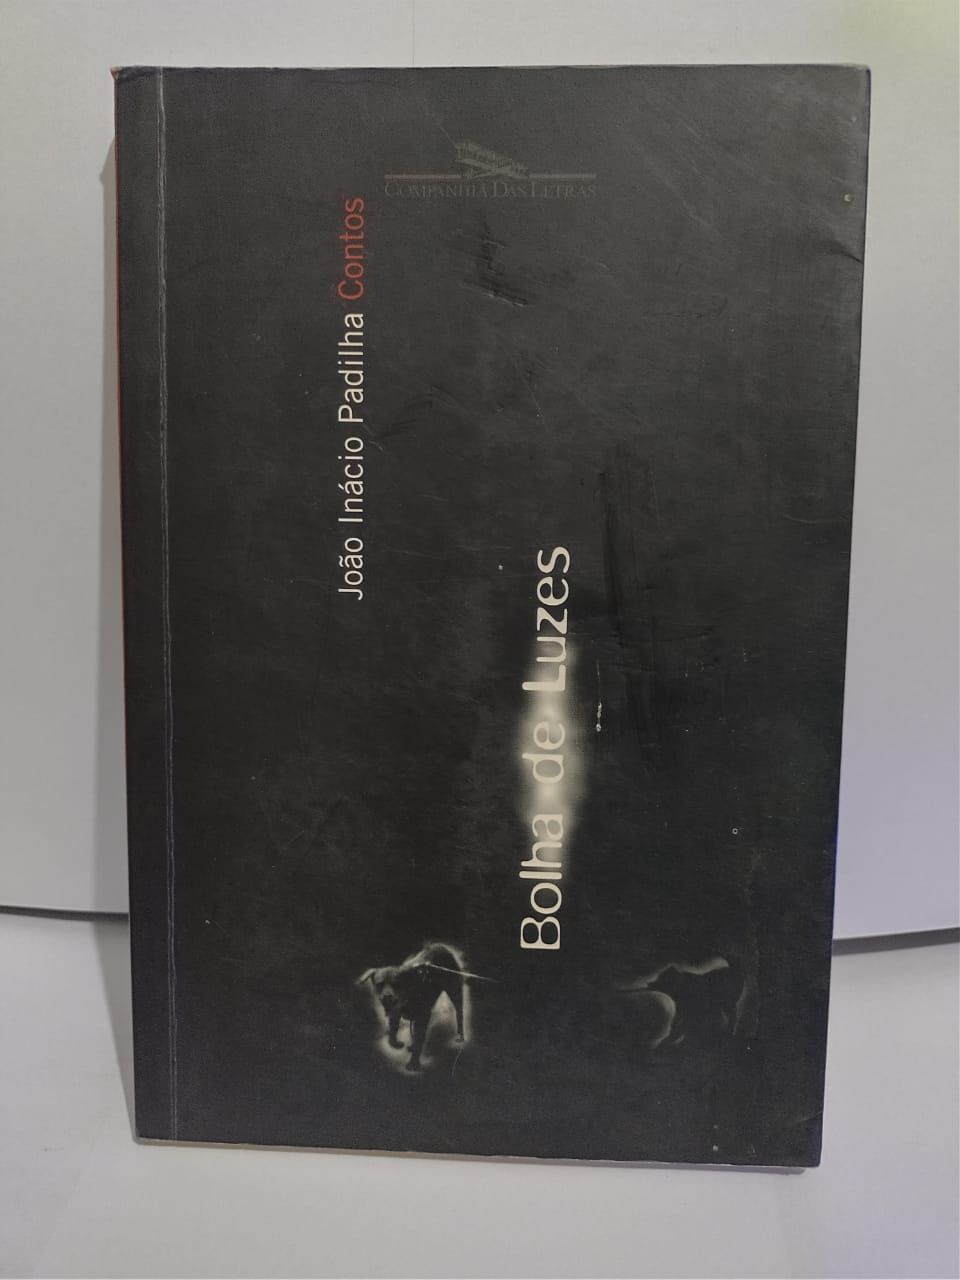 COMPANHIA DAS LETRAS
João Inácio Padilha Contos
Bolha de Luzes